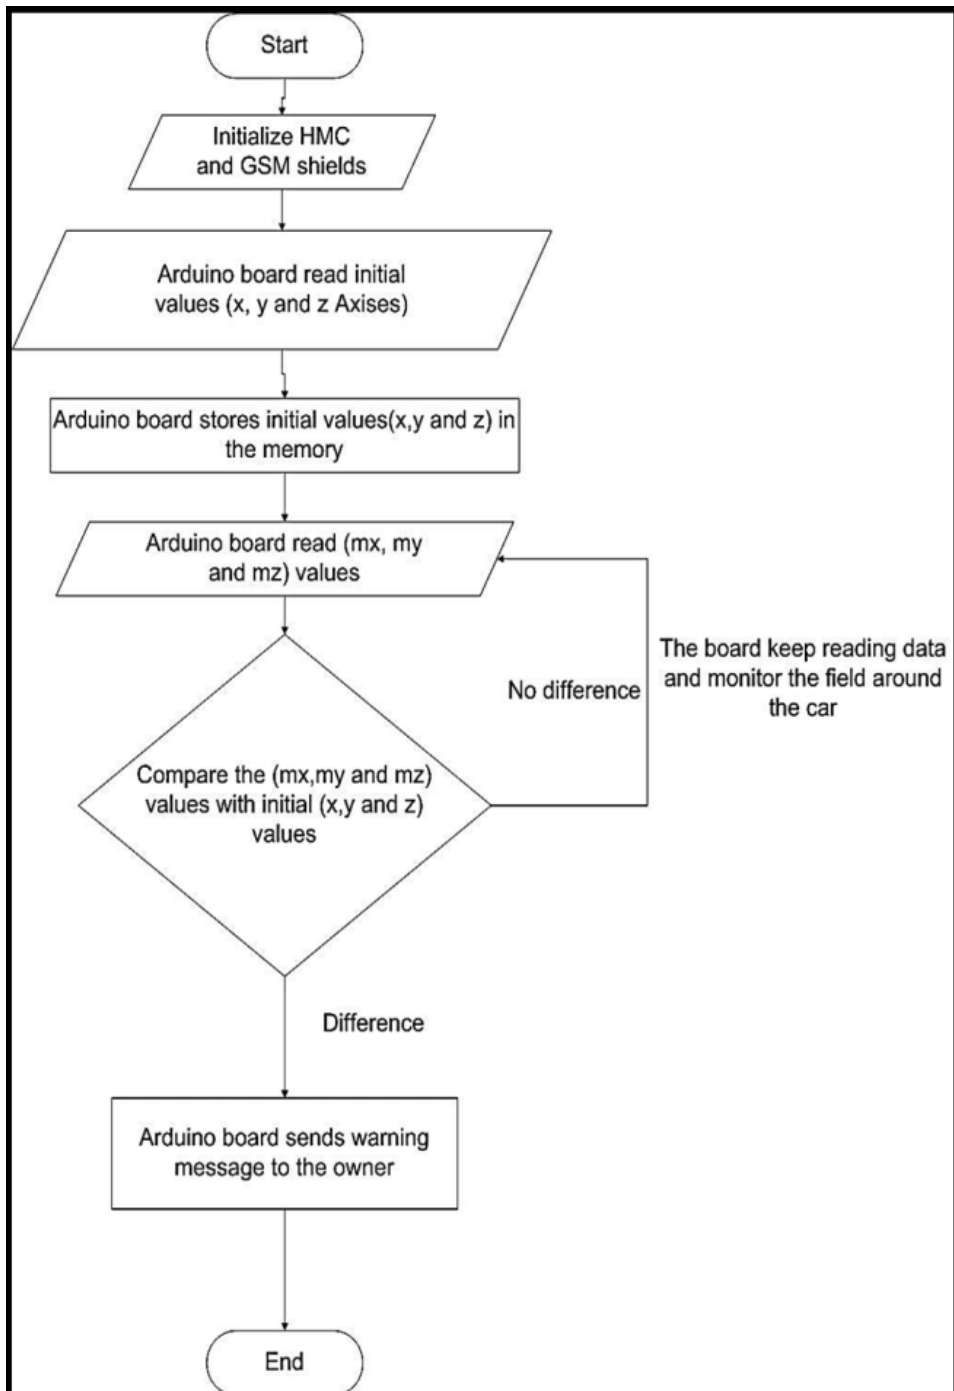 Start
Initialize HMC
and GSM shields
Arduino board read initial
values (x, y and z Axises)
Arduino board stores initial values(x,y and z) in
the memory
Arduino board read (mx, my
and mz) values
The board keep reading data
and monitor the field around
the car
No difference
Compare the (mx,my and mz)
values with initial (x,y and z)
values
Difference
Arduino board sends warning
message to the owner
End